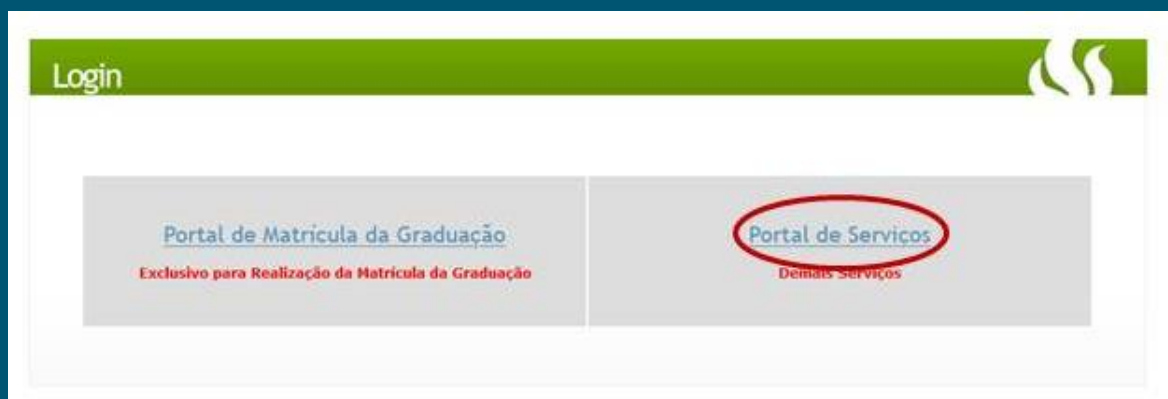 Login
Portal de Matrícula da Graduação
Exclusivo para Realização da Matrícula da Graduação
Portal de Serviços
Demais Serviços